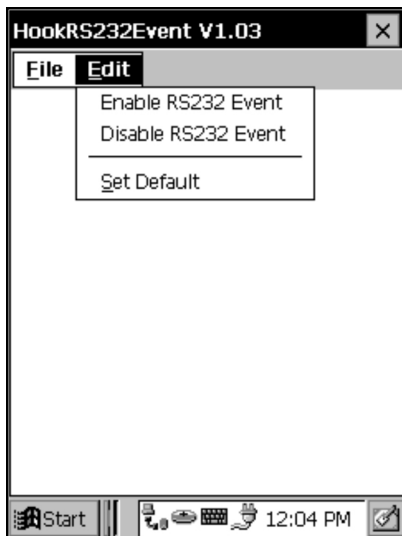 HookRS232Event V1.03
File Edit
Enable RS232 Event
Disable RS232 Event
Set Default
Start 12:04 PM